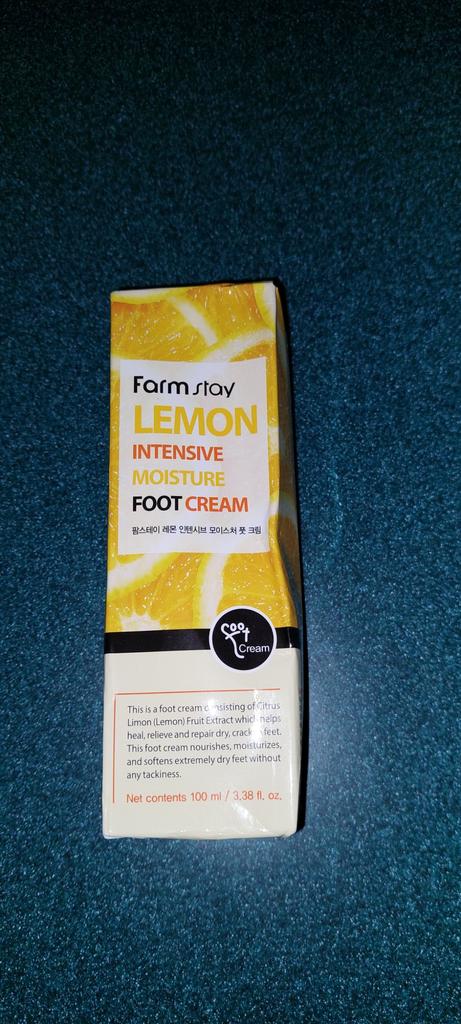 Farm stay
LEMON
INTENSIVE
MOISTURE
FOOT CREAM
팜스테이 레몬 인텐시브 모이스처 풋 크림
Foot
Cream
This is a foot cream consisting of Citrus
Limon (Lemon) Fruit Extract which helps
heal, relieve and repair dry, cracked feet.
This foot cream nourishes, moisturizes,
and softens extremely dry feet without
any tackiness.
Net contents 100 ml / 3.38 fl. oz.